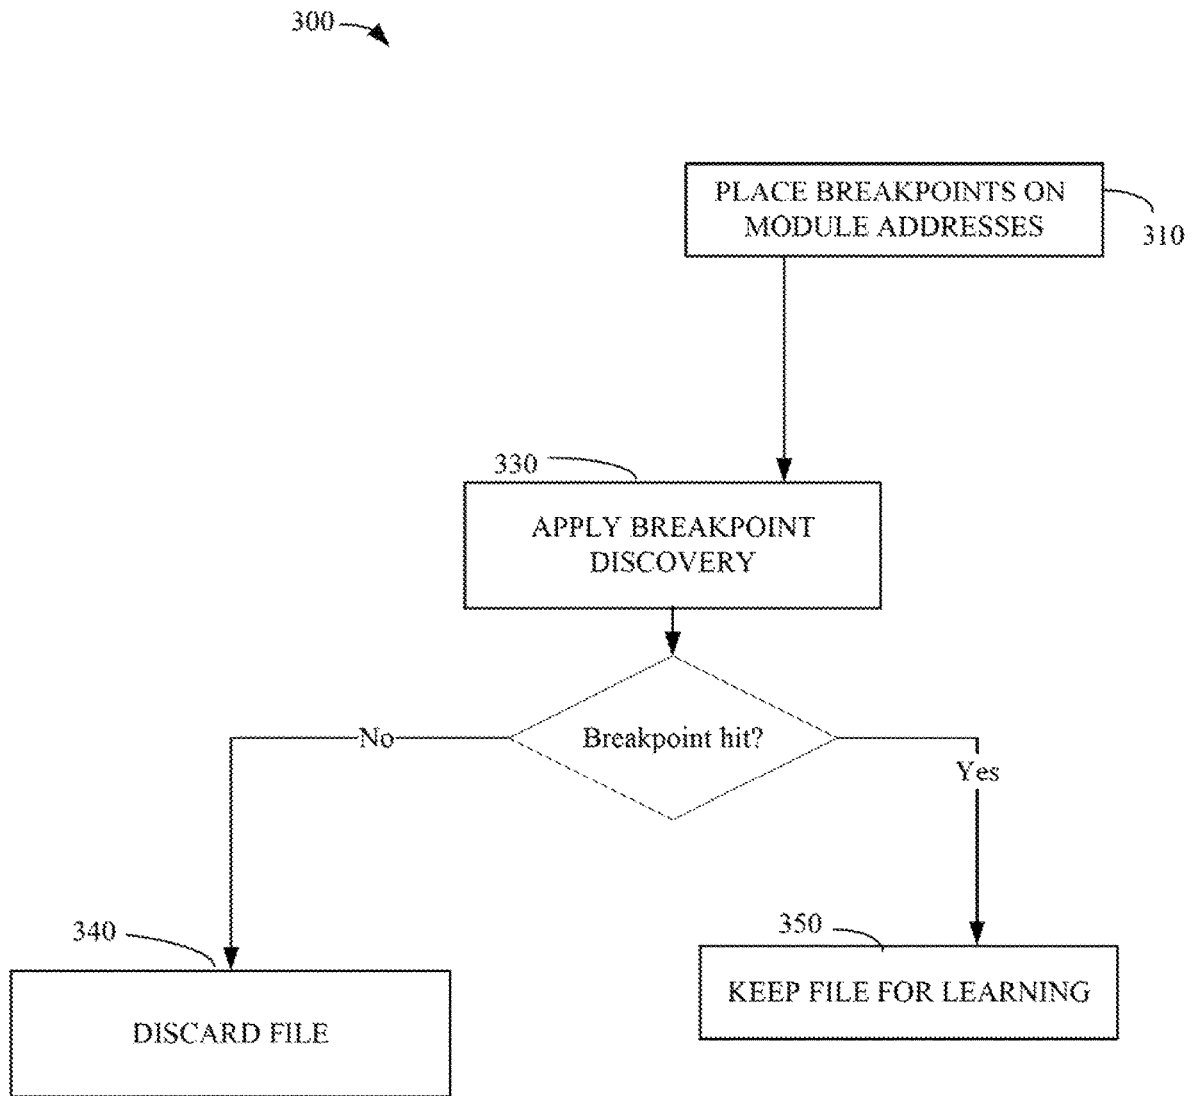 300
PLACE BREAKPOINTS ON
MODULE ADDRESSES
310
330
APPLY BREAKPOINT
DISCOVERY
Breakpoint hit?
No
Yes
340
DISCARD FILE
350
KEEP FILE FOR LEARNING